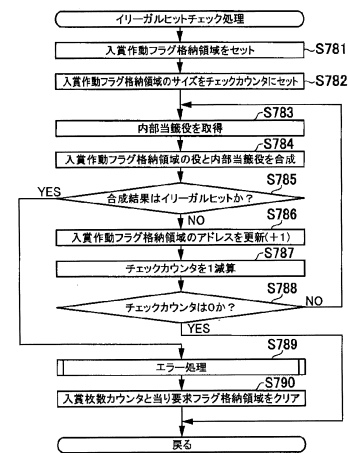 イリーガルヒットチェック処理
入賞作動フラグ格納領域をセット
S781
入賞作動フラグ格納領域のサイズをチェックカウンタにセット
S782
S783
内部当籤役を取得
S784
入賞作動フラグ格納領域の役と内部当籤役を合成
S785
YES
合成結果はイリーガルヒットか?
NO
S786
入賞作動フラグ格納領域のアドレスを更新(+1)
S787
チェックカウンタを1減算
S788
チェックカウンタは0か?
NO
YES
S789
エラー処理
S790
入賞枚数カウンタと当り要求フラグ格納領域をクリア
戻る